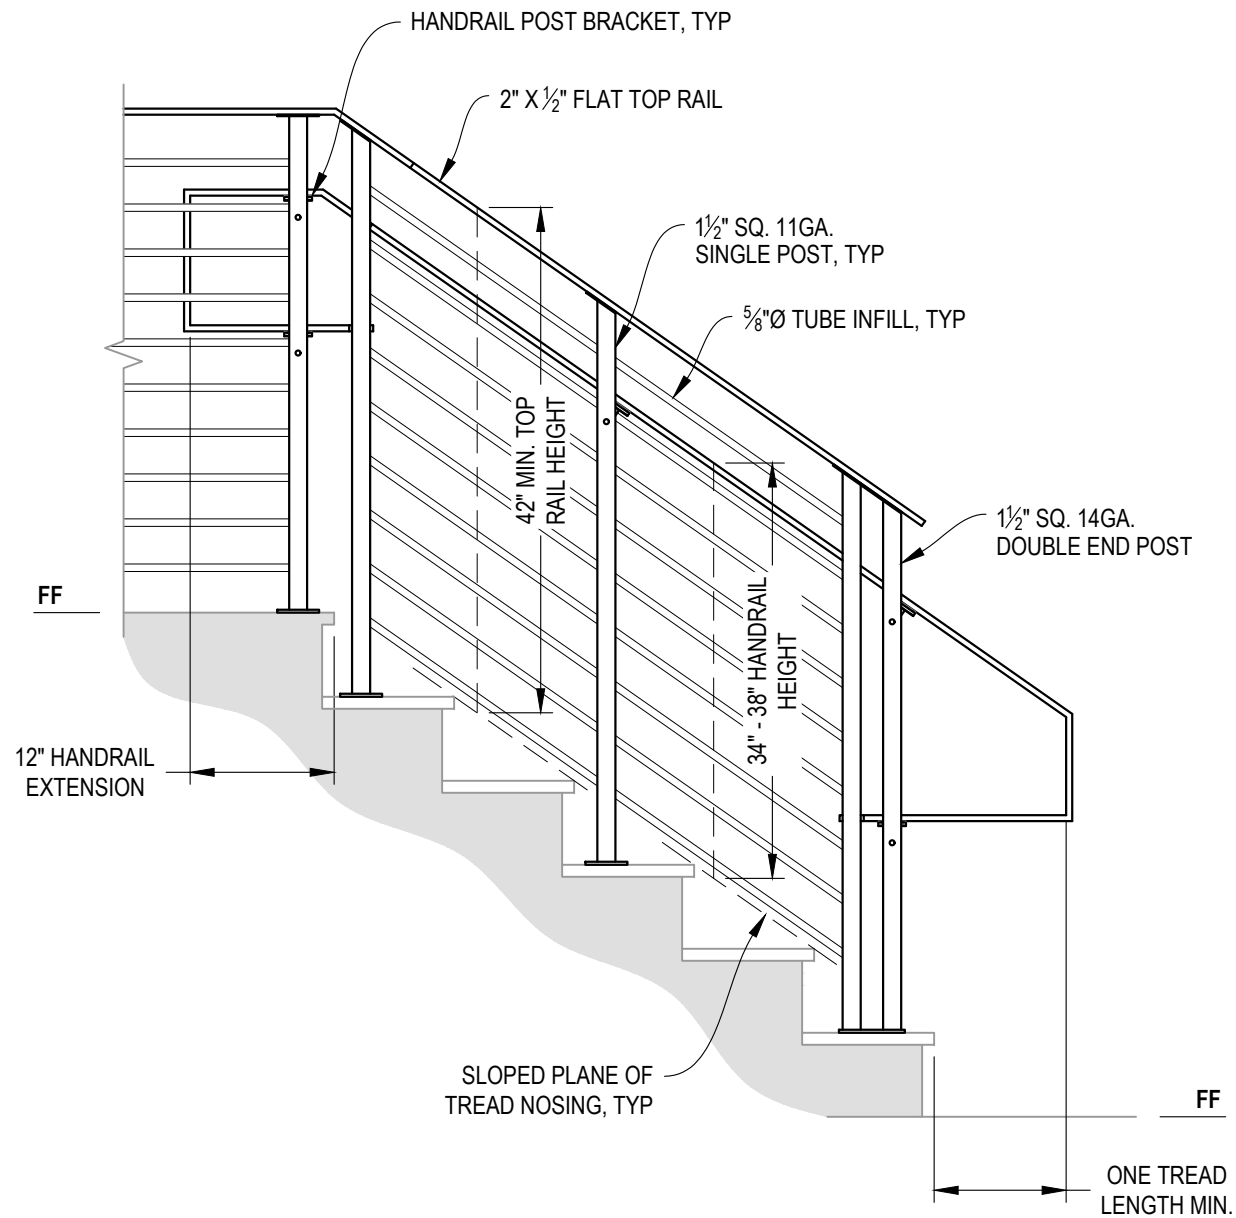 HANDRAIL POST BRACKET, TYP
2" X ½" FLAT TOP RAIL
1½" SQ. 11GA.
SINGLE POST, TYP
⅝"Ø TUBE INFILL, TYP
42" MIN. TOP
RAIL HEIGHT
1½" SQ. 14GA.
DOUBLE END POST
34" - 38" HANDRAIL
HEIGHT
FF
12" HANDRAIL
EXTENSION
SLOPED PLANE OF
TREAD NOSING, TYP
FF
ONE TREAD
LENGTH MIN.